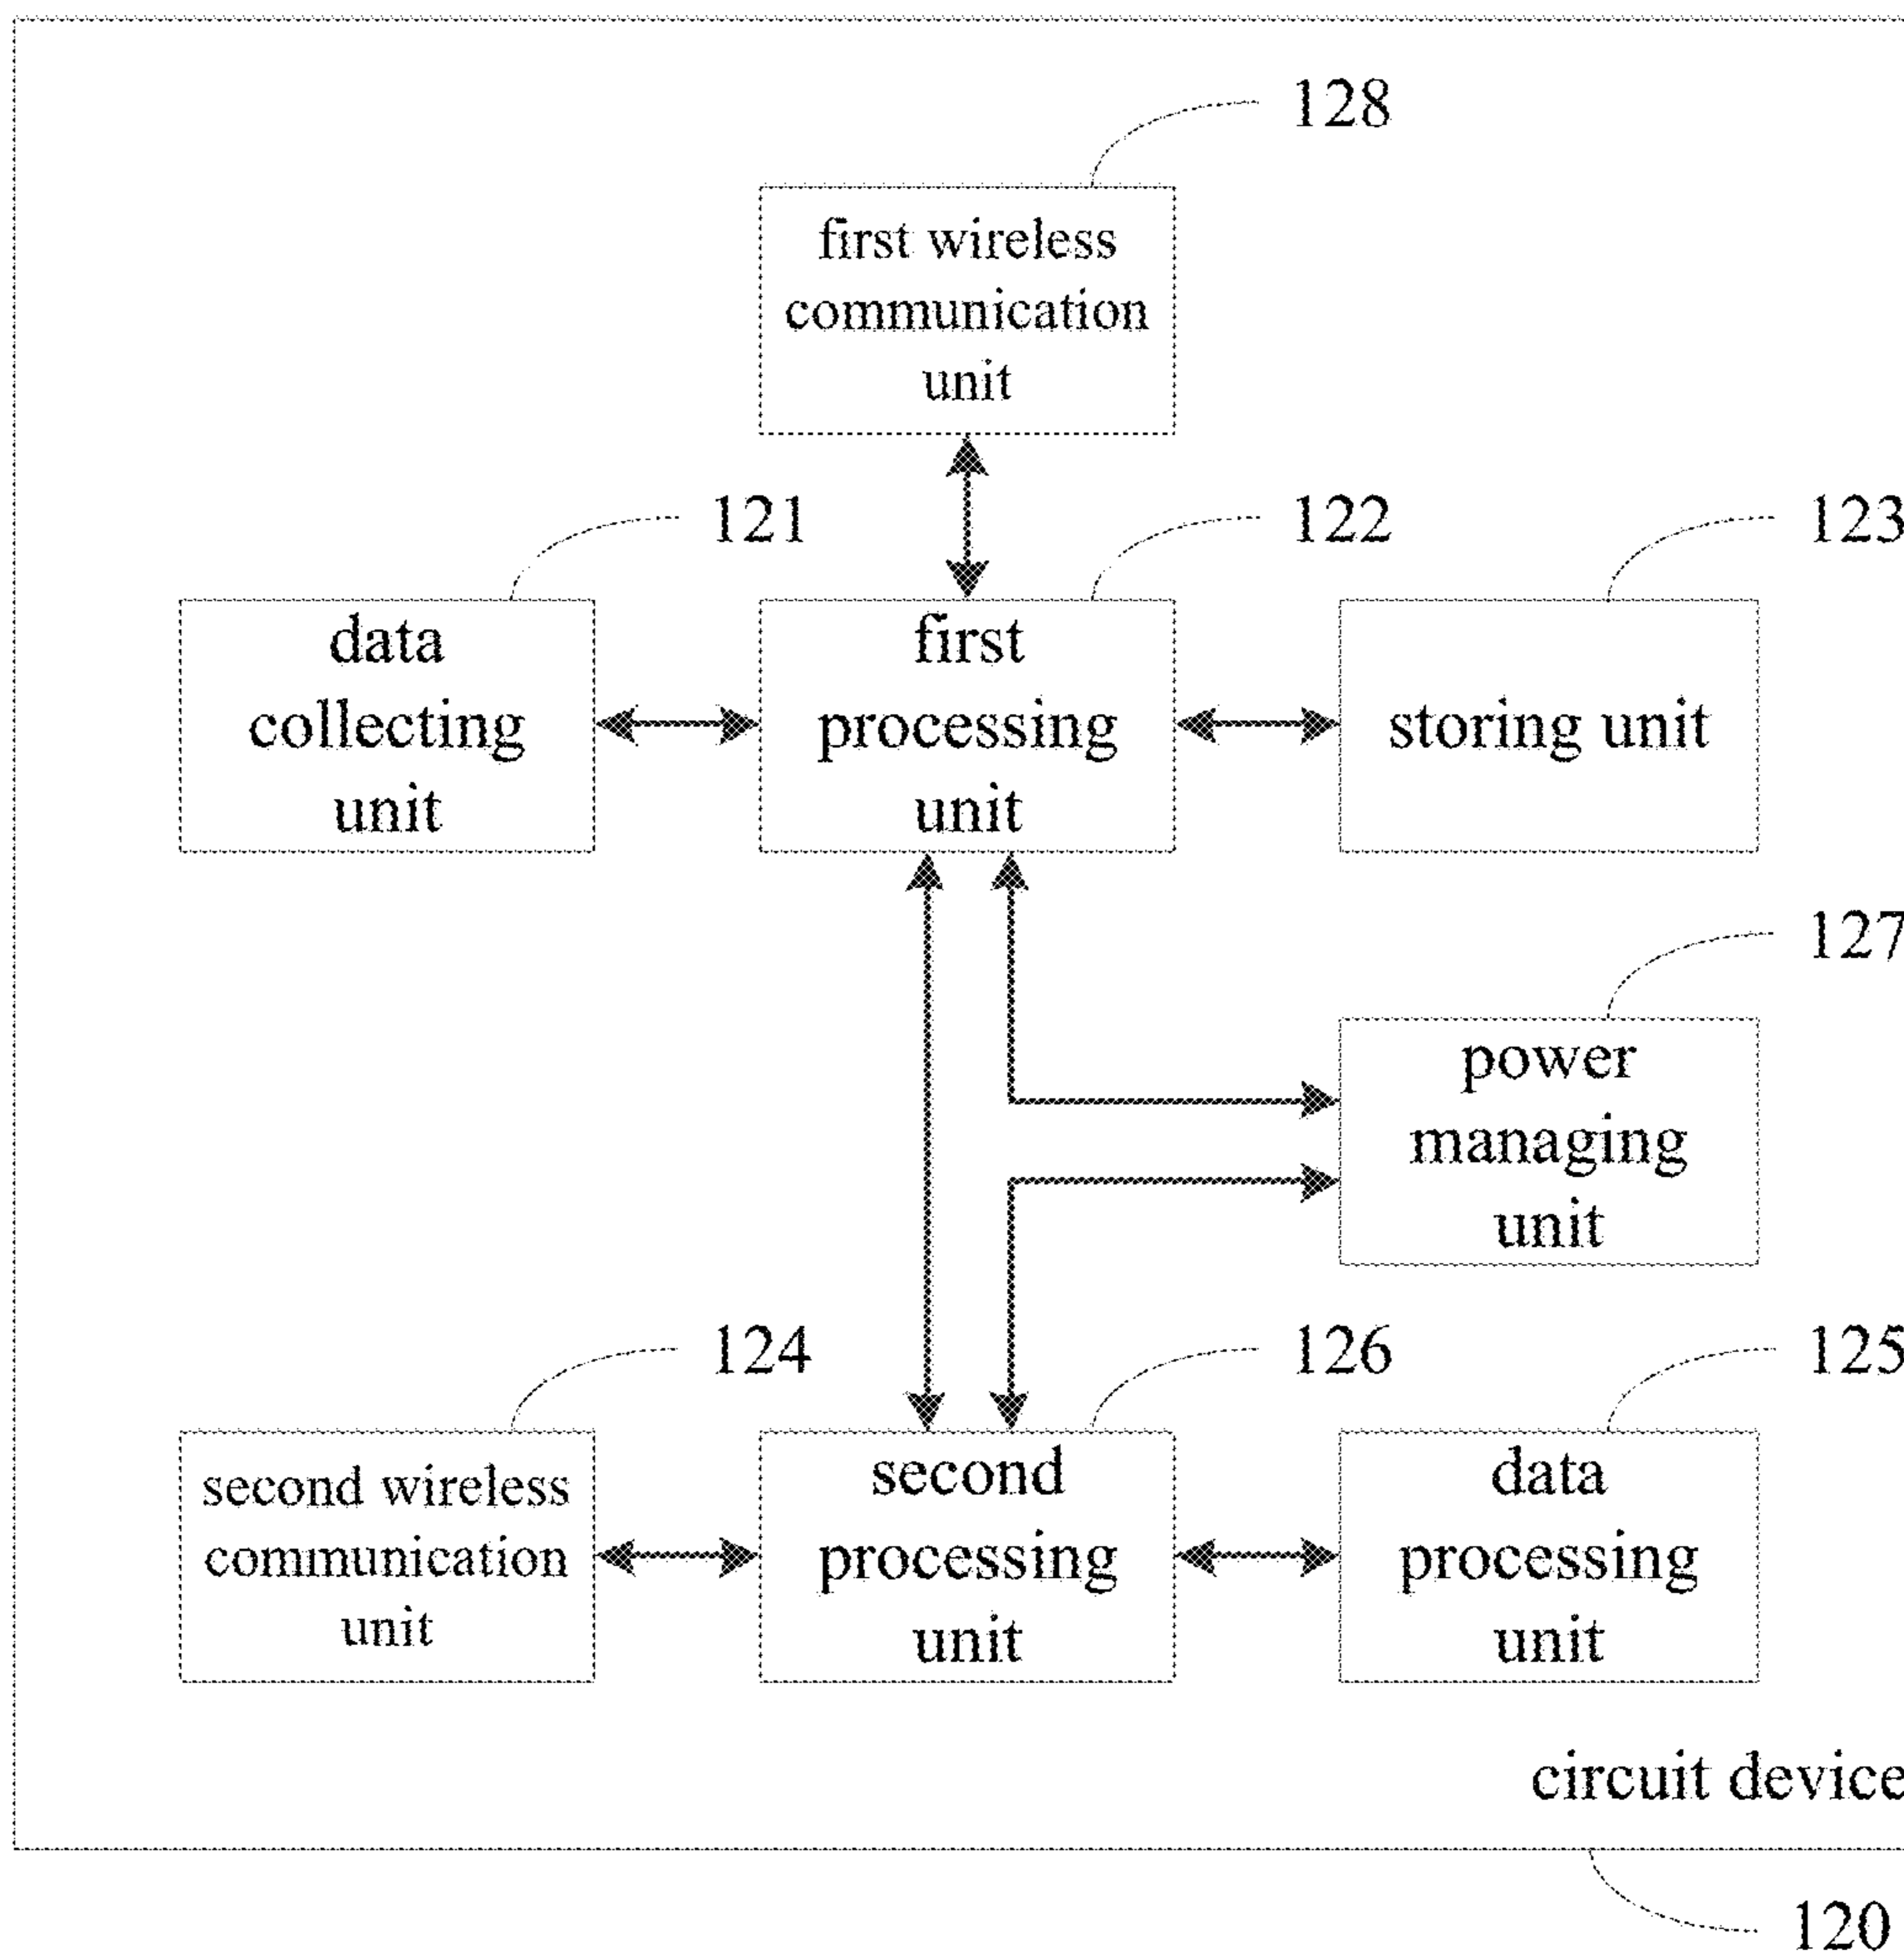 128
first wireless
communication
unit
121
122
123
data
collecting
unit
first
processing
unit
storing unit
127
power
managing
unit
124
126
125
second wireless
communication
unit
second
processing
unit
data
processing
unit
circuit device
120